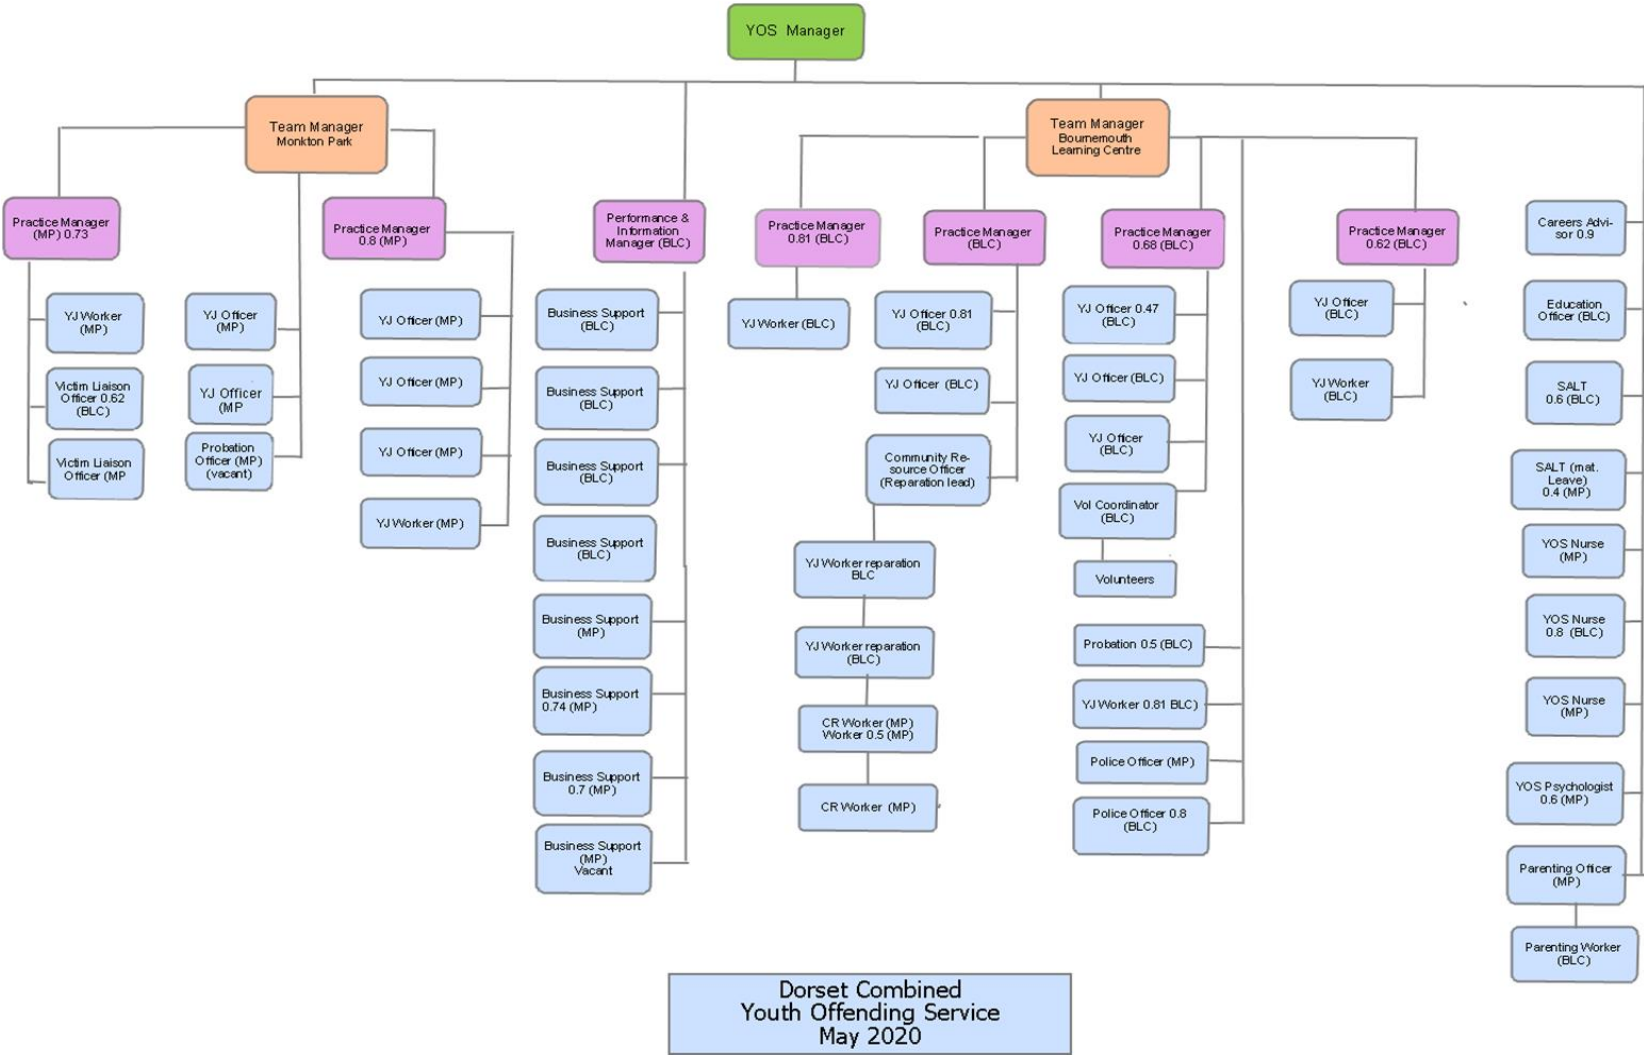 YOS Manager
Team Manager
Monkton Park
Team Manager
Bournemouth
Learning Centre
Practice Manager
(MP) 0.73
Practice Manager
0.8 (MP)
Performance &
Information
Manager (BLC)
Practice Manager
0.81 (BLC)
Practice Manager
(BLC)
Practice Manager
0.68 (BLC)
Practice Manager
0.62 (BLC)
YJ Worker
(MP)
Victim Liaison
Officer 0.62
(BLC)
Victim Liaison
Officer (MP
YJ Officer
(MP)
YJ Officer
(MP
Probation
Officer (MP)
(vacant)
YJ Officer (MP)
YJ Officer (MP)
YJ Officer (MP)
YJ Worker (MP)
Business Support
(BLC)
Business Support
(BLC)
Business Support
(BLC)
Business Support
(BLC)
Business Support
(MP)
Business Support
0.74 (MP)
Business Support
0.7 (MP)
Business Support
(MP)
Vacant
YJ Worker (BLC)
YJ Officer 0.81
(BLC)
YJ Officer (BLC)
Community Re-
source Officer
(Reparation lead)
YJ Worker reparation
BLC
YJ Worker reparation
(BLC)
CR Worker (MP)
Worker 0.5 (MP)
CR Worker (MP)
YJ Officer 0.47
(BLC)
YJ Officer (BLC)
YJ Officer
(BLC)
Vol Coordinator
(BLC)
Volunteers
Probation 0.5 (BLC)
YJ Worker 0.81 BLC)
Police Officer (MP)
Police Officer 0.8
(BLC)
YJ Officer
(BLC)
YJ Worker
(BLC)
Careers Advi-
sor 0.9
Education
Officer (BLC)
SALT
0.6 (BLC)
SALT (mat.
Leave)
0.4 (MP)
YOS Nurse
(MP)
YOS Nurse
0.8 (BLC)
YOS Nurse
(MP)
YOS Psychologist
0.6 (MP)
Parenting Officer
(MP)
Parenting Worker
(BLC)
Dorset Combined
Youth Offending Service
May 2020